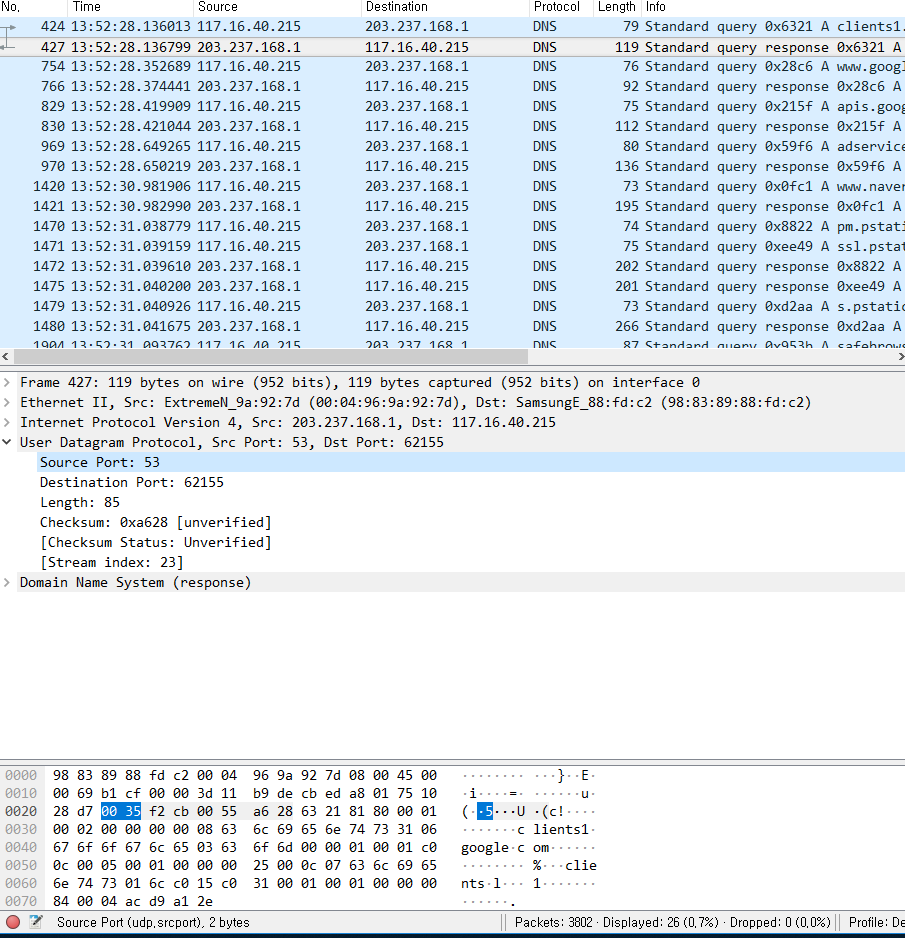 No. Time Source Destination Protocol Length Info
424 13:52:28.136013 117.16.40.215 203.237.168.1 DNS 79 Standard query 0x6321 A clients1.
427 13:52:28.136799 203.237.168.1 117.16.40.215 DNS 119 Standard query response 0x6321 A
754 13:52:28.352689 117.16.40.215 203.237.168.1 DNS 76 Standard query 0x28c6 A www.googl
766 13:52:28.374441 203.237.168.1 117.16.40.215 DNS 92 Standard query response 0x28c6 A
829 13:52:28.419909 117.16.40.215 203.237.168.1 DNS 75 Standard query 0x215f A apis.goog
830 13:52:28.421044 203.237.168.1 117.16.40.215 DNS 112 Standard query response 0x215f A
969 13:52:28.649265 117.16.40.215 203.237.168.1 DNS 80 Standard query 0x59f6 A adservice
970 13:52:28.650219 203.237.168.1 117.16.40.215 DNS 136 Standard query response 0x59f6 A
1420 13:52:30.981906 117.16.40.215 203.237.168.1 DNS 73 Standard query 0x0fc1 A www.naver
1421 13:52:30.982990 203.237.168.1 117.16.40.215 DNS 195 Standard query response 0x0fc1 A
1470 13:52:31.038779 117.16.40.215 203.237.168.1 DNS 74 Standard query 0x8822 A pm.pstati
1471 13:52:31.039159 117.16.40.215 203.237.168.1 DNS 75 Standard query 0xee49 A ssl.pstat
1472 13:52:31.039610 203.237.168.1 117.16.40.215 DNS 202 Standard query response 0x8822 A
1475 13:52:31.040200 203.237.168.1 117.16.40.215 DNS 201 Standard query response 0xee49 A
1479 13:52:31.040926 117.16.40.215 203.237.168.1 DNS 73 Standard query 0xd2aa A s.pstatic
1480 13:52:31.041675 203.237.168.1 117.16.40.215 DNS 266 Standard query response 0xd2aa A
1904 13:52:31.093762 117.16.40.215 203.237.168.1 DNS 87 Standard query 0x953b A safebrows
Frame 427: 119 bytes on wire (952 bits), 119 bytes captured (952 bits) on interface 0
Ethernet II, Src: ExtremeN_9a:92:7d (00:04:96:9a:92:7d), Dst: SamsungE_88:fd:c2 (98:83:89:88:fd:c2)
Internet Protocol Version 4, Src: 203.237.168.1, Dst: 117.16.40.215
User Datagram Protocol, Src Port: 53, Dst Port: 62155
Source Port: 53
Destination Port: 62155
Length: 85
Checksum: 0xa628 [unverified]
[Checksum Status: Unverified]
[Stream index: 23]
Domain Name System (response)
0000 98 83 89 88 fd c2 00 04 96 9a 92 7d 08 00 45 00 ········ ···}··E·
0010 00 69 b1 cf 00 00 3d 11 b9 de cb ed a8 01 75 10 ·i····=· ······u·
0020 28 d7 00 35 f2 cb 00 55 a6 28 63 21 81 80 00 01 (··5···U ·(c!····
0030 00 02 00 00 00 00 08 63 6c 69 65 6e 74 73 31 06 ·······c lients1·
0040 67 6f 6f 67 6c 65 03 63 6f 6d 00 00 01 00 01 c0 google·c om······
0050 0c 00 05 00 01 00 00 00 25 00 0c 07 63 6c 69 65 ········ %···clie
0060 6e 74 73 01 6c c0 15 c0 31 00 01 00 01 00 00 00 nts·l··· 1·······
0070 84 00 04 ac d9 a1 2e ······.
Source Port (udp,srcport), 2 bytes Packets: 3802 · Displayed: 26 (0,7%) · Dropped: 0 (0,0%) Profile: De